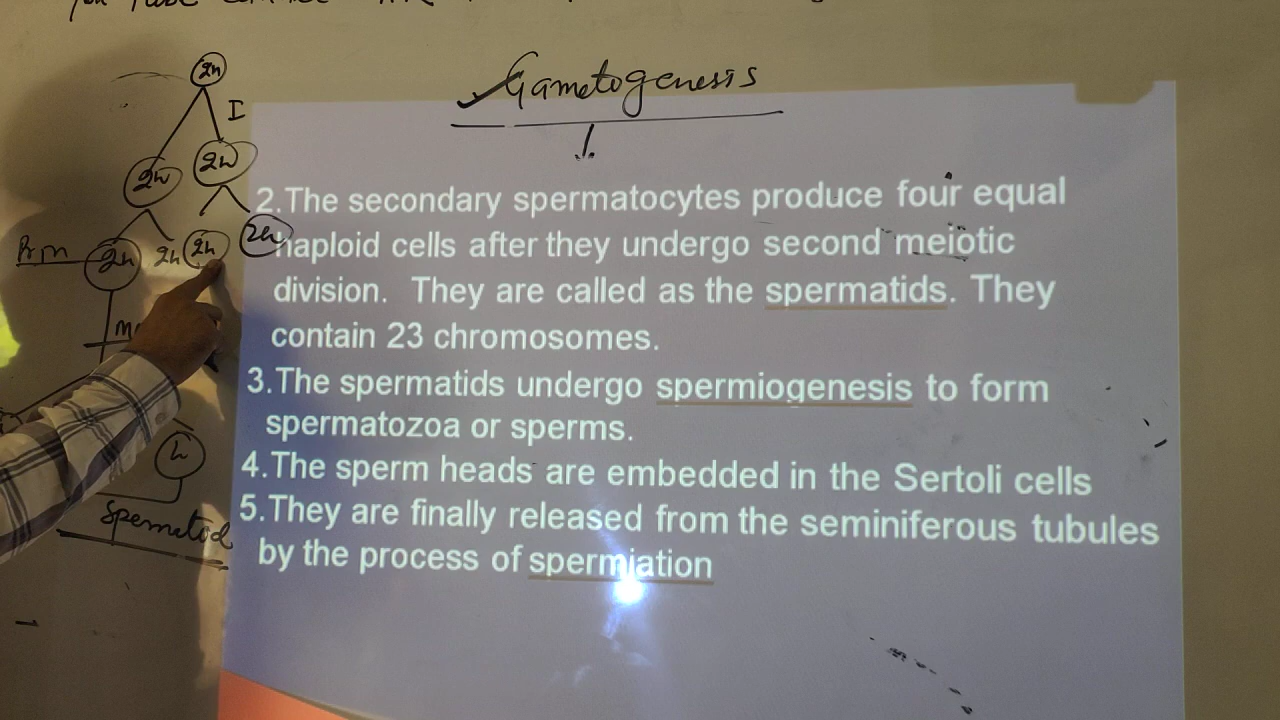 Gametogenesis
2n
I
2n 2n
2n 2n 2n 2n
2.The secondary spermatocytes produce four equal
haploid cells after they undergo second meiotic
division. They are called as the spermatids. They
contain 23 chromosomes.
3.The spermatids undergo spermiogenesis to form
spermatozoa or sperms.
4.The sperm heads are embedded in the Sertoli cells
5.They are finally released from the seminiferous tubules
by the process of spermiation
n